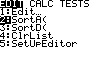 EDIT CALC TESTS
1:Edit…
2:SortA(
3:SortD(
4:ClrList
5:SetUpEditor